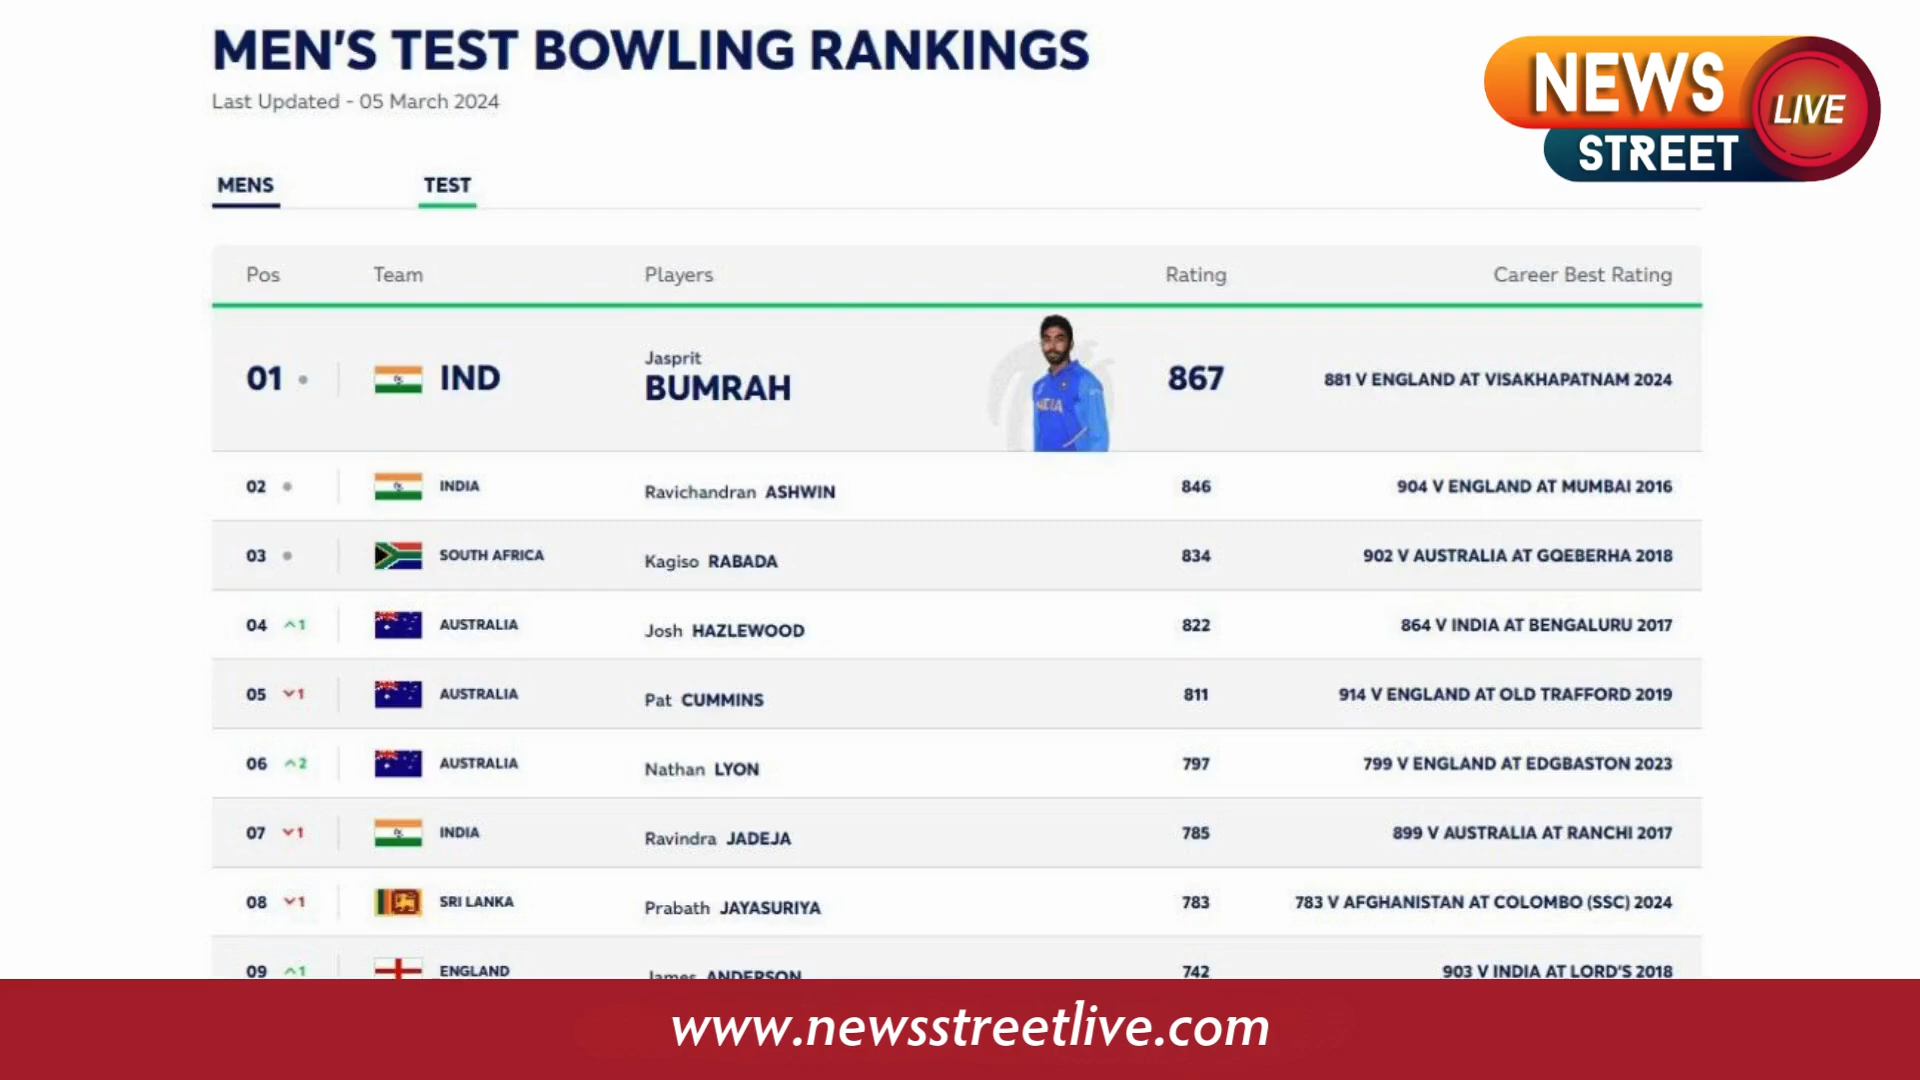 MEN'S TEST BOWLING RANKINGS
Last Updated - 05 March 2024
NEWS
STREET
LIVE
MENS TEST
Pos Team Players Rating Career Best Rating
01 IND Jasprit BUMRAH 867 881 V ENGLAND AT VISAKHAPATNAM 2024
INDIA
02 INDIA Ravichandran ASHWIN 846 904 V ENGLAND AT MUMBAI 2016
03 SOUTH AFRICA Kagiso RABADA 834 902 V AUSTRALIA AT GQEBERHA 2018
04 1 AUSTRALIA Josh HAZLEWOOD 822 864 V INDIA AT BENGALURU 2017
05 1 AUSTRALIA Pat CUMMINS 811 914 V ENGLAND AT OLD TRAFFORD 2019
06 2 AUSTRALIA Nathan LYON 797 799 V ENGLAND AT EDGBASTON 2023
07 1 INDIA Ravindra JADEJA 785 899 V AUSTRALIA AT RANCHI 2017
08 1 SRI LANKA Prabath JAYASURIYA 783 783 V AFGHANISTAN AT COLOMBO (SSC) 2024
09 1 ENGLAND James ANDERSON 742 903 V INDIA AT LORD'S 2018
www.newsstreetlive.com